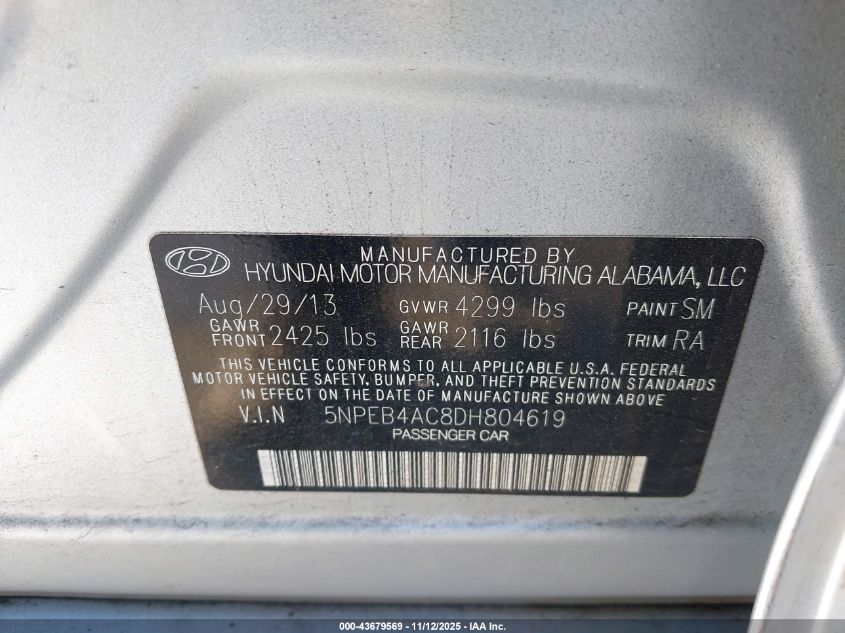 MANUFACTURED BY
HYUNDAI MOTOR MANUFACTURING ALABAMA, LLC
Aug/29/13 GVWR 4299 lbs PAINT SM
GAWR FRONT 2425 lbs GAWR REAR 2116 lbs TRIM RA
THIS VEHICLE CONFORMS TO ALL APPLICABLE U.S.A. FEDERAL
MOTOR VEHICLE SAFETY, BUMPER, AND THEFT PREVENTION STANDARDS
IN EFFECT ON THE DATE OF MANUFACTURE SHOWN ABOVE
V.I.N 5NPEB4AC8DH804619
PASSENGER CAR
000-43679569 - 11/12/2025 - IAA Inc.